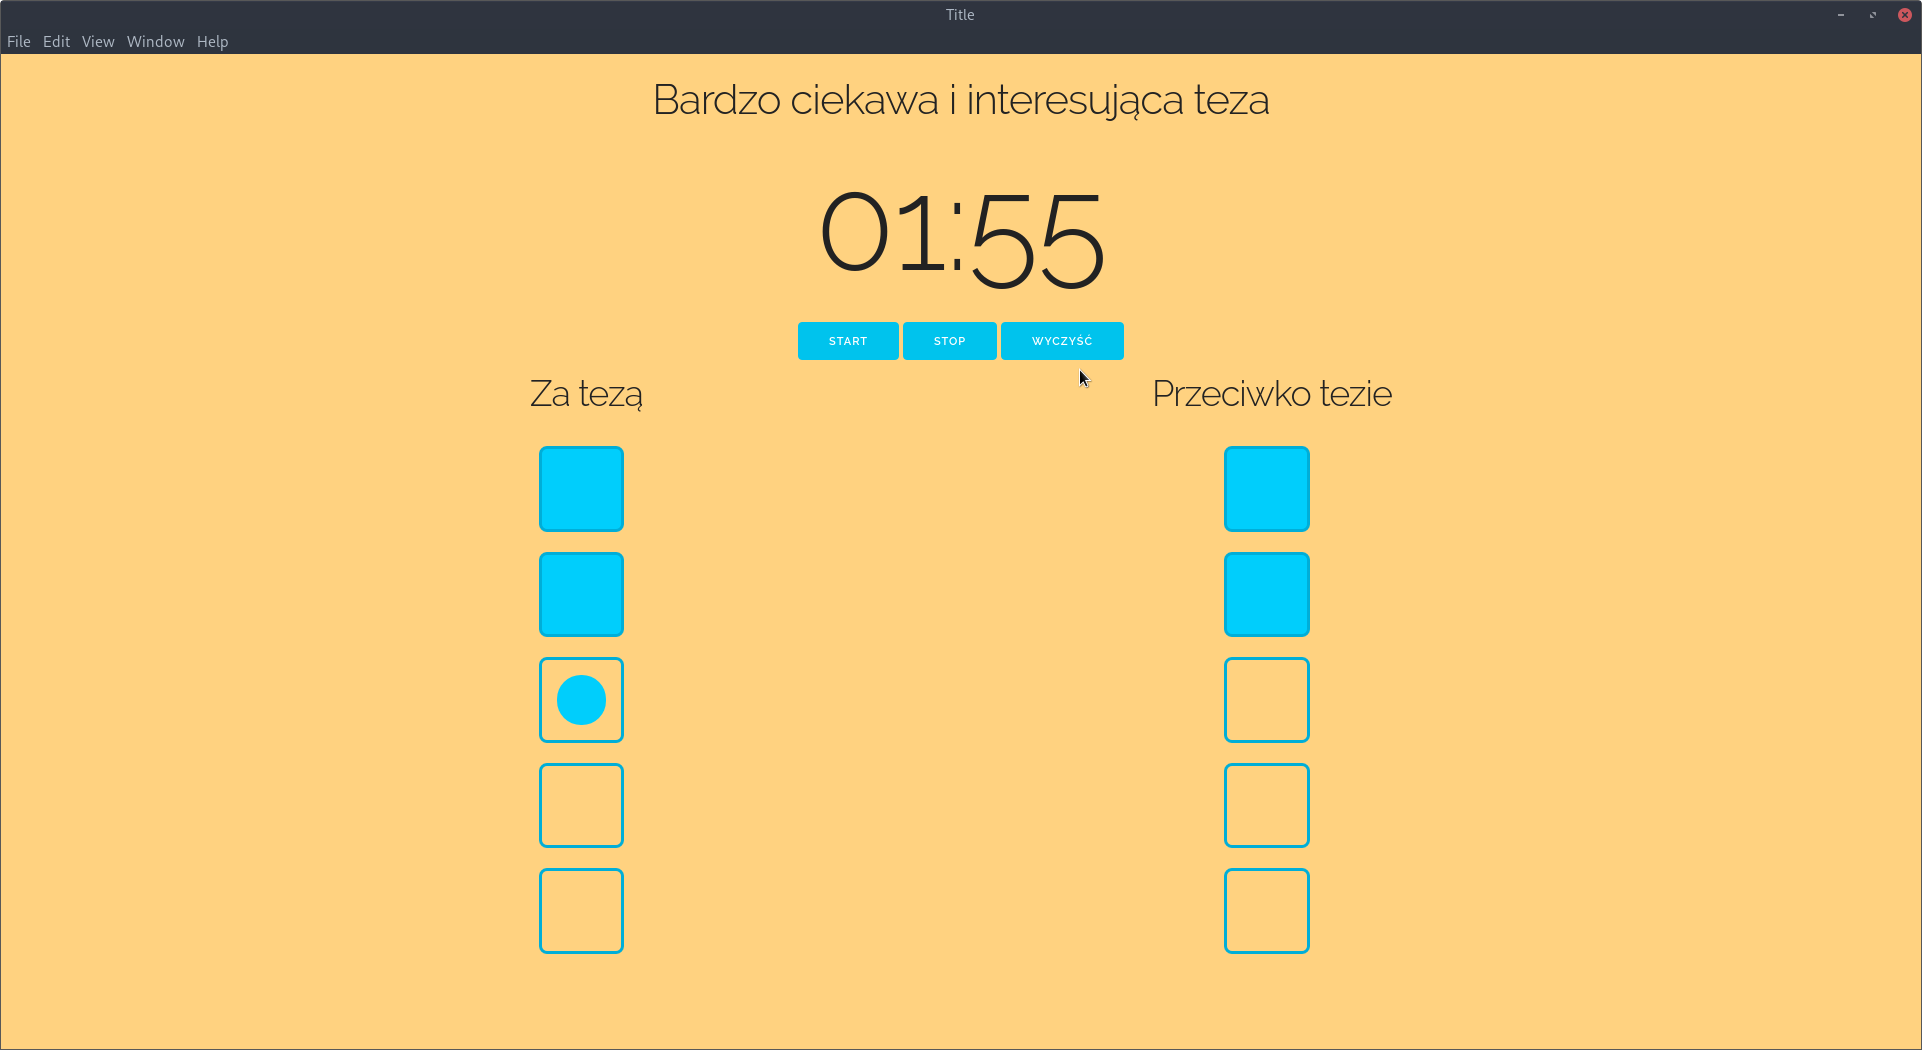 Title
File Edit View Window Help
Bardzo ciekawa i interesująca teza
01:55
START STOP WYCZYŚĆ
Za tezą Przeciwko tezie